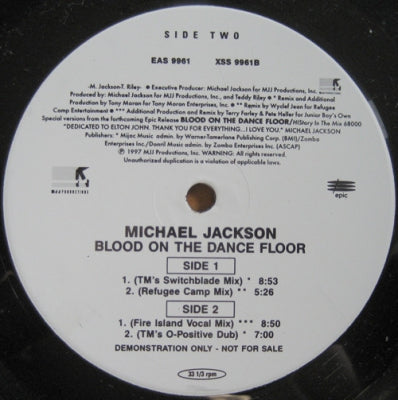 SIDE TWO
EAS 9961 XSS 9961B
-M. Jackson-T. Riley- • Executive Producer: Michael Jackson for MJJ Productions, Inc.
Produced by: Michael Jackson for MJJ Productions, Inc., and Teddy Riley • * Remix and Additional
Production by Tony Moran for Tony Moran Enterprises, Inc. • ** Remix by Wyclef Jean for Refugee
Camp Entertainment • *** Additional Production and Remix by Terry Farley & Pete Heller for Junior Boy's Own
Special versions from the forthcoming Epic Release BLOOD ON THE DANCE FLOOR/HIStory In The Mix 68000
"DEDICATED TO ELTON JOHN. THANK YOU FOR EVERYTHING...I LOVE YOU." MICHAEL JACKSON
Publishers: * Mijac Music admin. by Warner-Tamerlane Publishing Corp. (BMI)/Zomba
Enterprises Inc./Donril Music admin. by Zomba Enterprises Inc. (ASCAP)
Ⓟ 1997 MJJ Productions, Inc. WARNING: All rights reserved.
Unauthorized duplication is a violation of applicable laws.
MJJ PRODUCTIONS
epic
MICHAEL JACKSON
BLOOD ON THE DANCE FLOOR
SIDE 1
1. (TM's Switchblade Mix) * 8:53
2. (Refugee Camp Mix) ** 5:26
SIDE 2
1. (Fire Island Vocal Mix) *** 8:50
2. (TM's O-Positive Dub) * 7:00
DEMONSTRATION ONLY - NOT FOR SALE
33 1/3 rpm